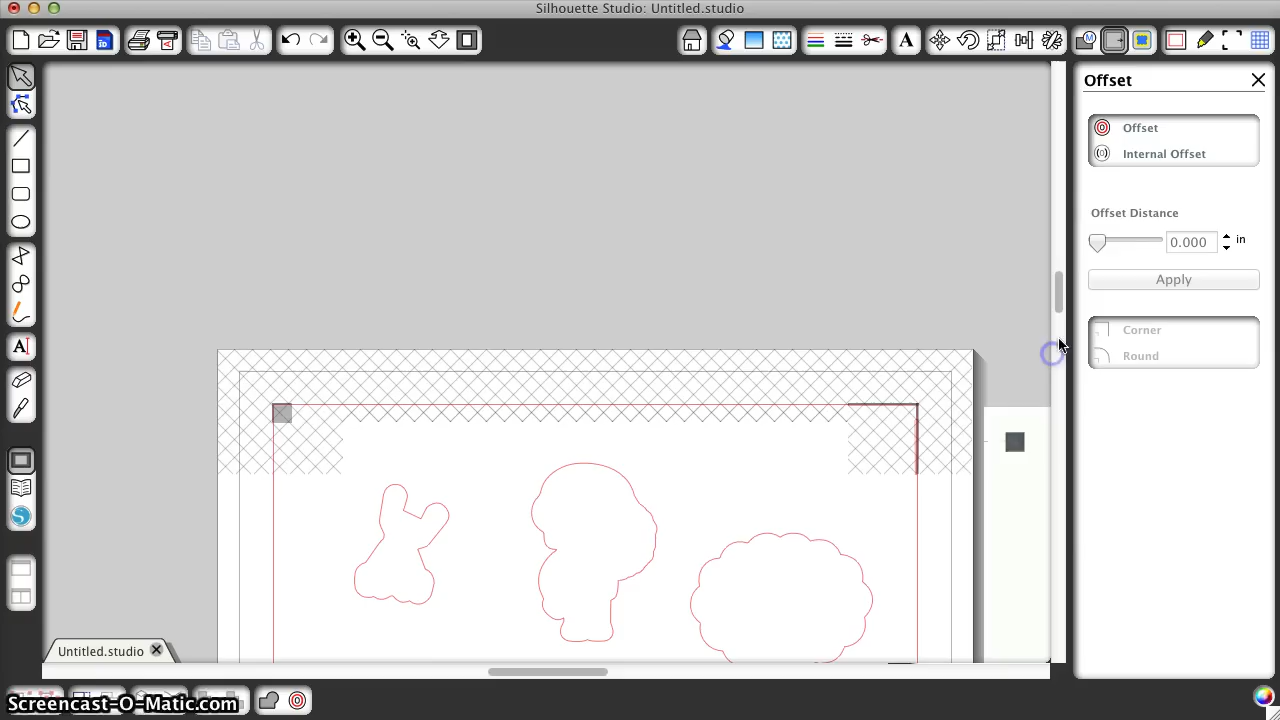 Silhouette Studio: Untitled.studio
Offset
Offset
Internal Offset
Offset Distance
0.000 in
Apply
Corner
Round
Untitled.studio
Screencast-O-Matic.com